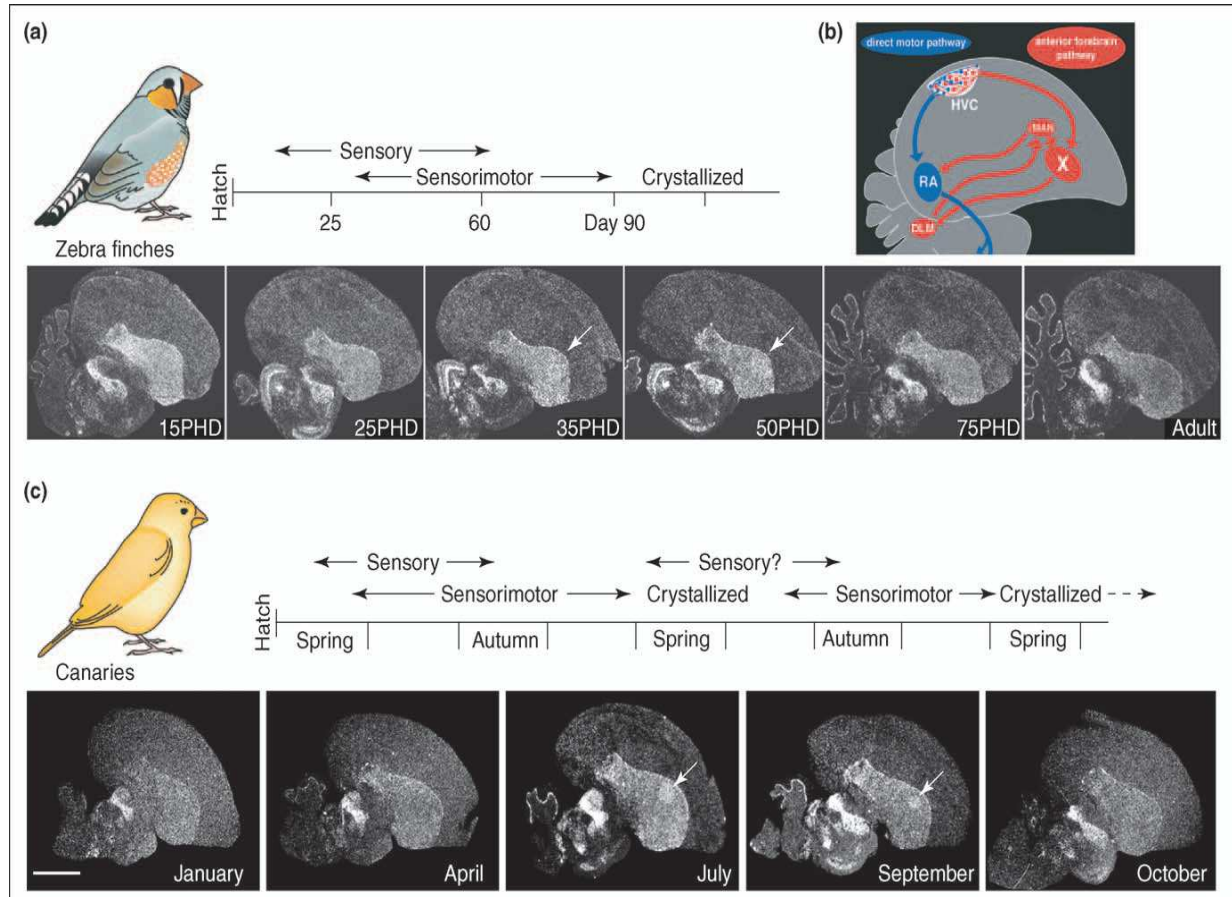 (a)
(b)
direct motor pathway
anterior forebrain
pathway
HVC
MAN
X
RA
DLM
Hatch
Sensory
Sensorimotor
Crystallized
25
60
Day 90
Zebra finches
15PHD
25PHD
35PHD
50PHD
75PHD
Adult
(c)
Sensory
Sensory?
Sensorimotor
Crystallized
Sensorimotor
Crystallized
Hatch
Spring
Autumn
Spring
Autumn
Spring
Canaries
January
April
July
September
October